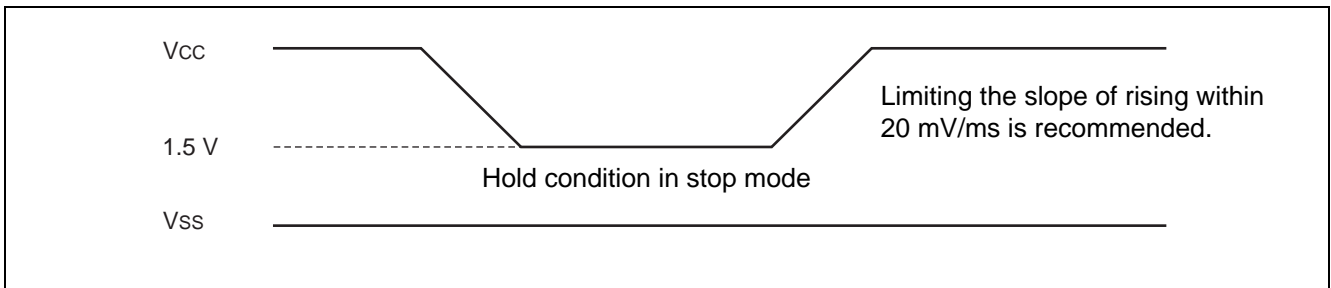 Vcc
Limiting the slope of rising within
20 mV/ms is recommended.
1.5 V
Hold condition in stop mode
Vss